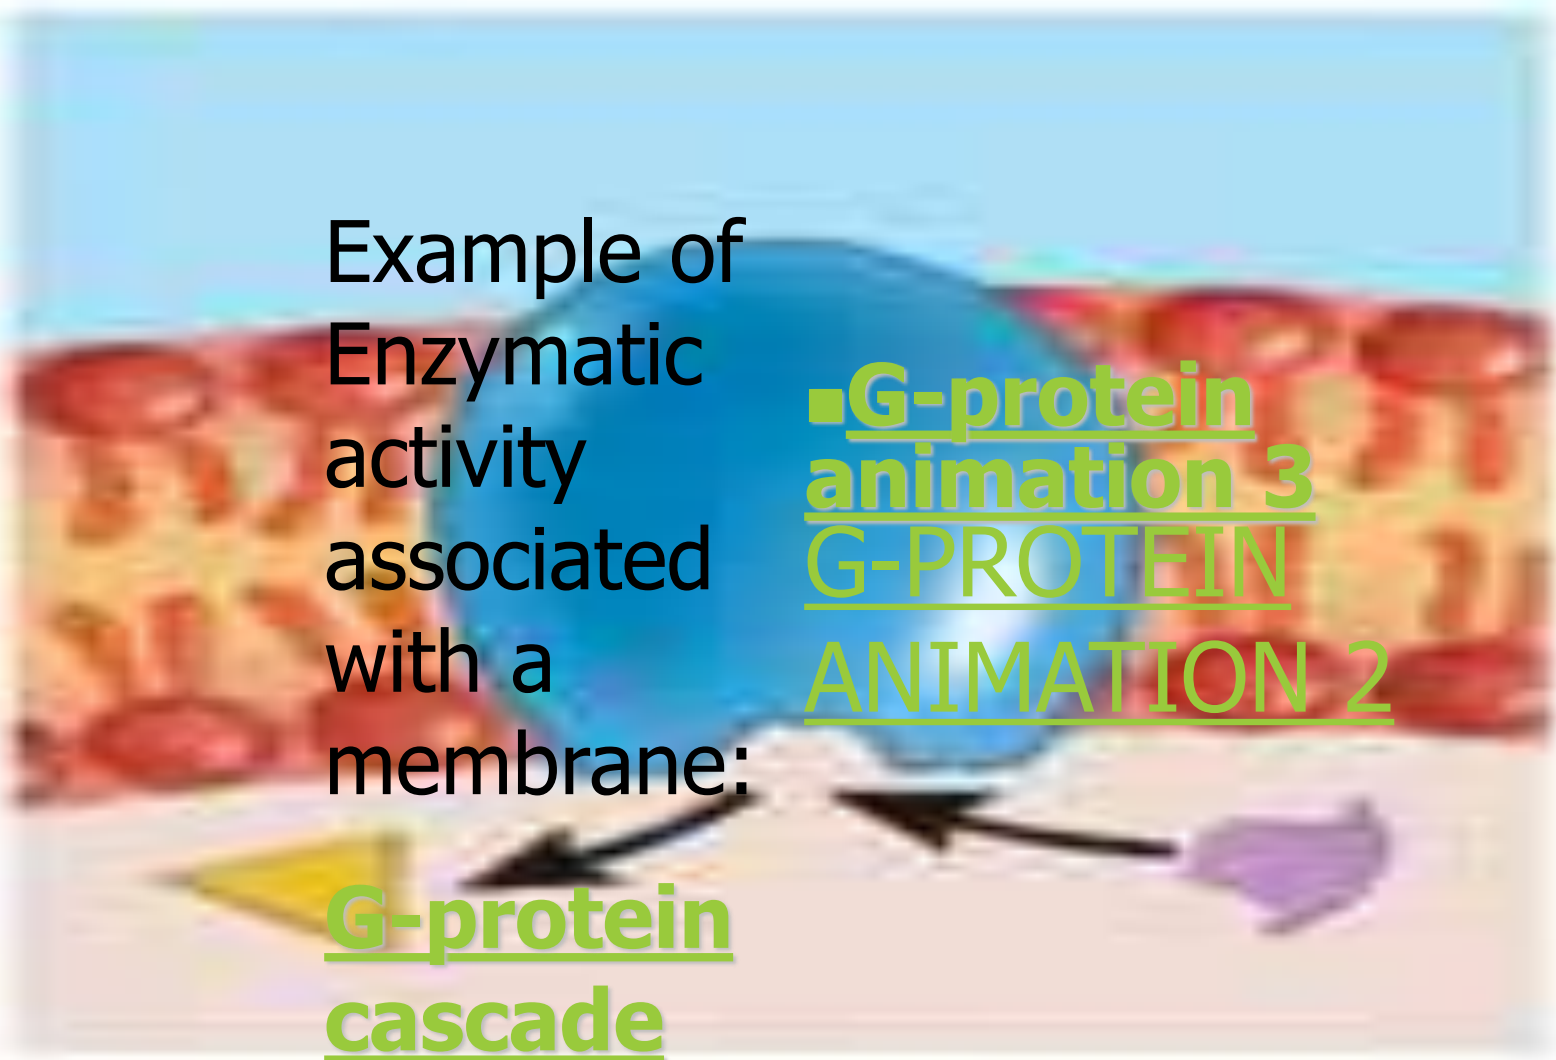 Example of
Enzymatic
activity
associated
with a
membrane:
G-protein
cascade
▪G-protein
animation 3
G-PROTEIN
ANIMATION 2